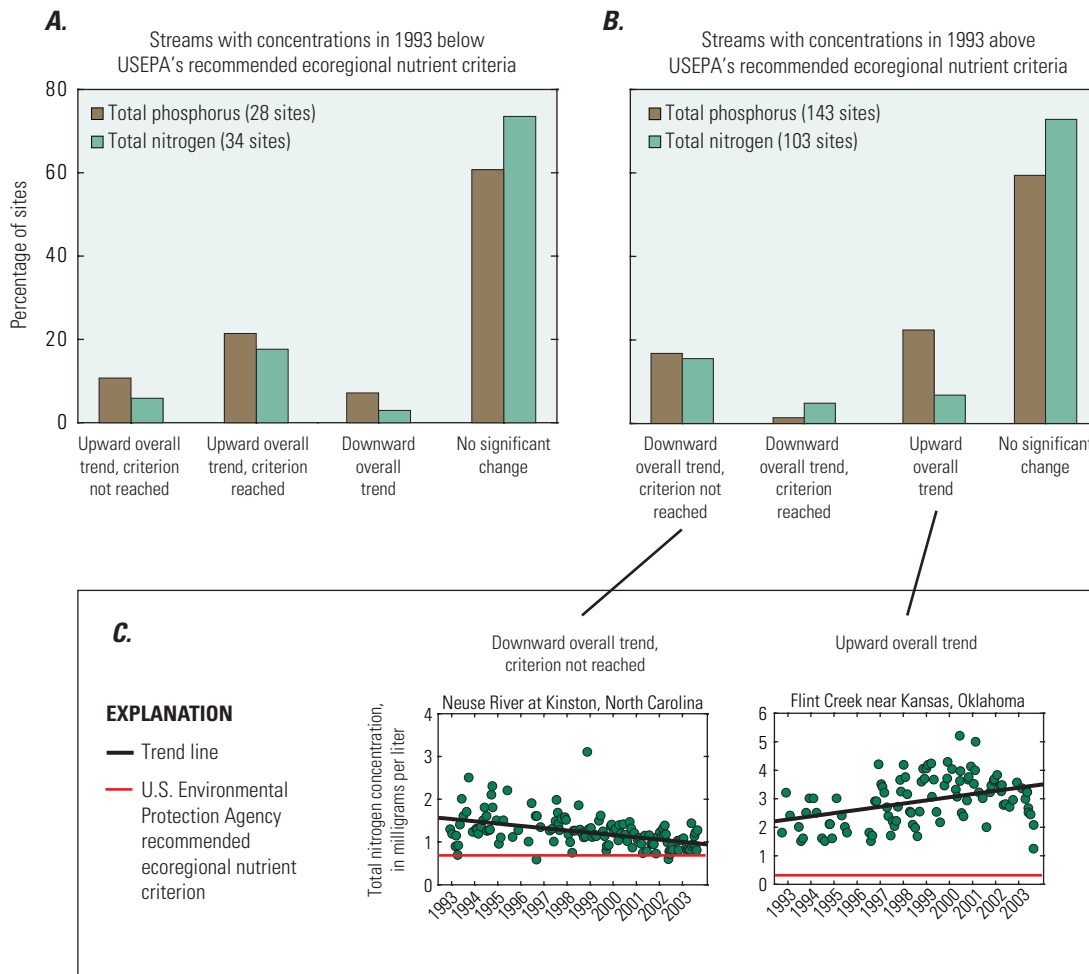 A.
Streams with concentrations in 1993 below
USEPA's recommended ecoregional nutrient criteria
80
60
40
20
0
Percentage of sites
Total phosphorus (28 sites)
Total nitrogen (34 sites)
Upward overall
trend, criterion
not reached
Upward overall
trend, criterion
reached
Downward
overall
trend
No significant
change
B.
Streams with concentrations in 1993 above
USEPA's recommended ecoregional nutrient criteria
Total phosphorus (143 sites)
Total nitrogen (103 sites)
Downward
overall trend,
criterion not
reached
Downward
overall trend,
criterion
reached
Upward
overall
trend
No significant
change
C.
EXPLANATION
Trend line
U.S. Environmental
Protection Agency
recommended
ecoregional nutrient
criterion
Downward overall trend,
criterion not reached
Neuse River at Kinston, North Carolina
Total nitrogen concentration,
in milligrams per liter
4
3
2
1
0
1993
1994
1995
1996
1997
1998
1999
2000
2001
2002
2003
Upward overall trend
Flint Creek near Kansas, Oklahoma
6
5
4
3
2
1
0
1993
1994
1995
1996
1997
1998
1999
2000
2001
2002
2003